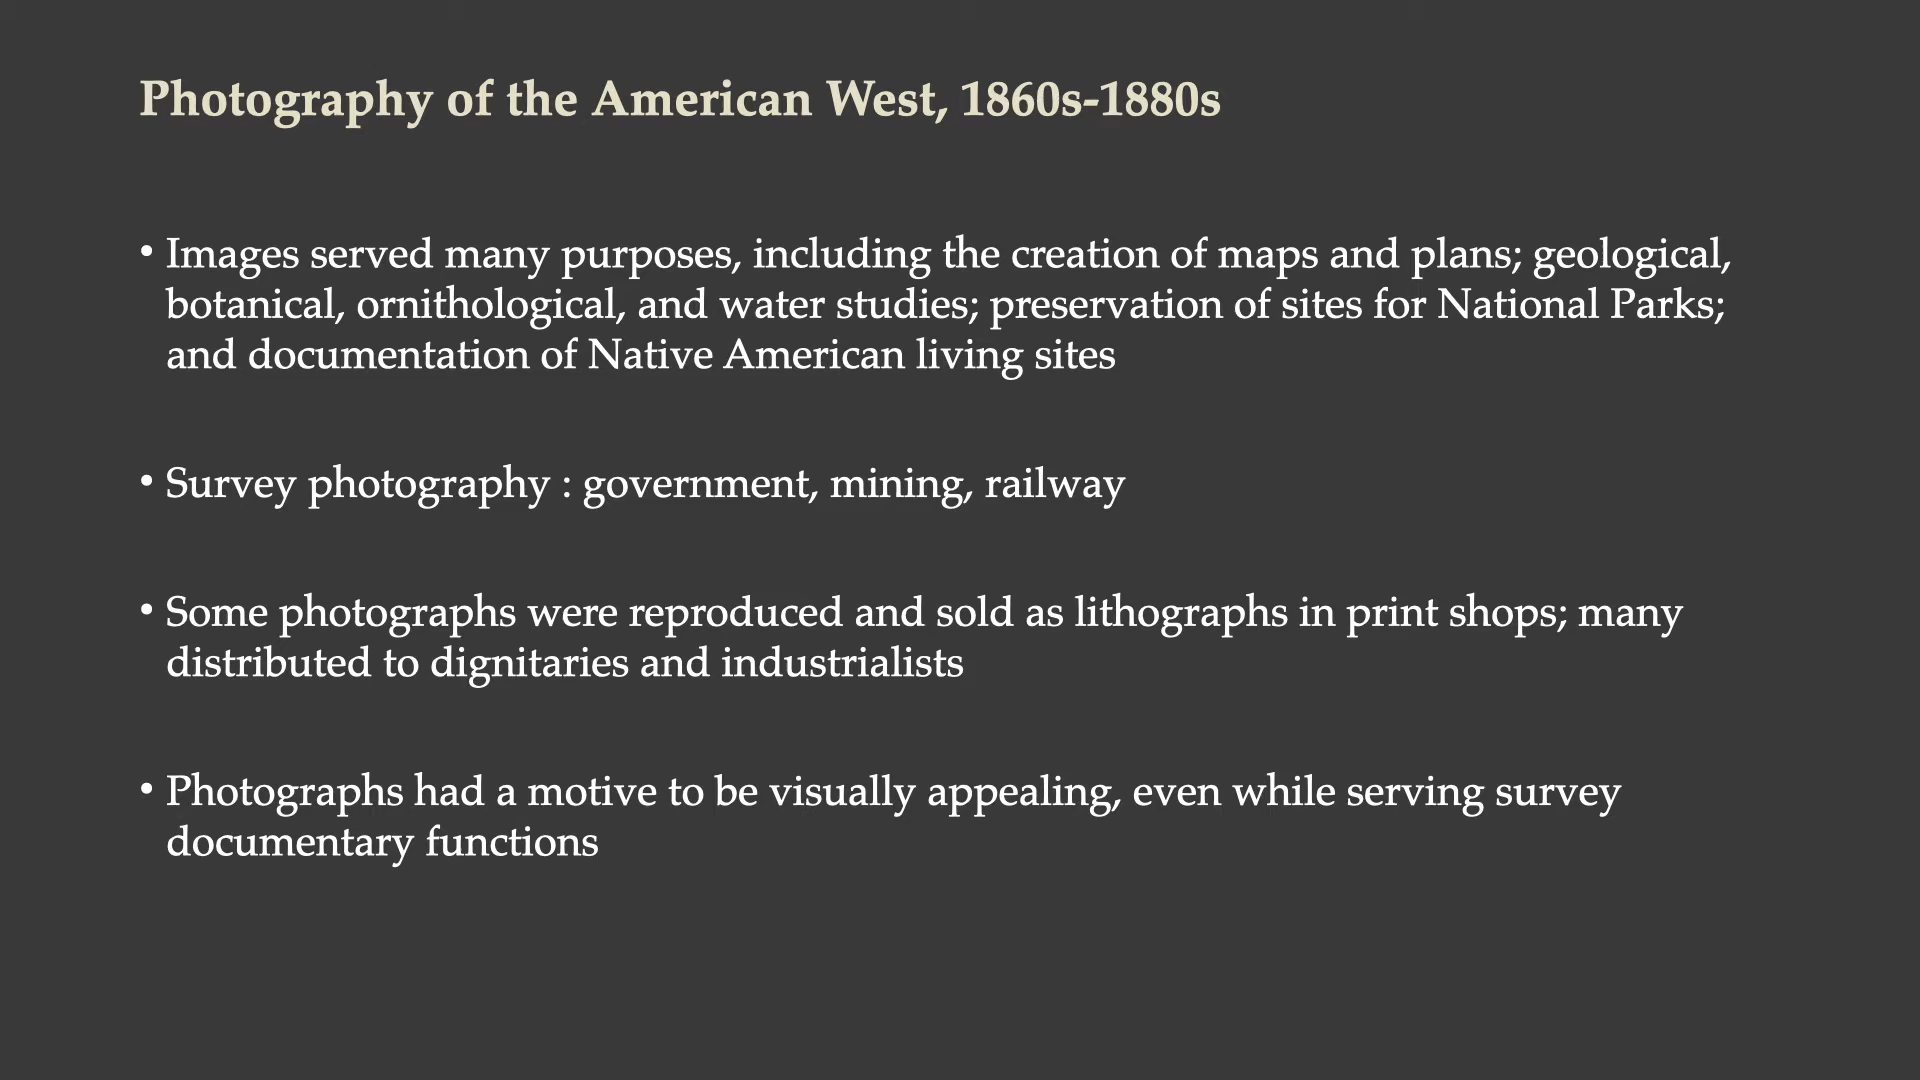 Photography of the American West, 1860s-1880s
• Images served many purposes, including the creation of maps and plans; geological,
botanical, ornithological, and water studies; preservation of sites for National Parks;
and documentation of Native American living sites
• Survey photography : government, mining, railway
• Some photographs were reproduced and sold as lithographs in print shops; many
distributed to dignitaries and industrialists
• Photographs had a motive to be visually appealing, even while serving survey
documentary functions